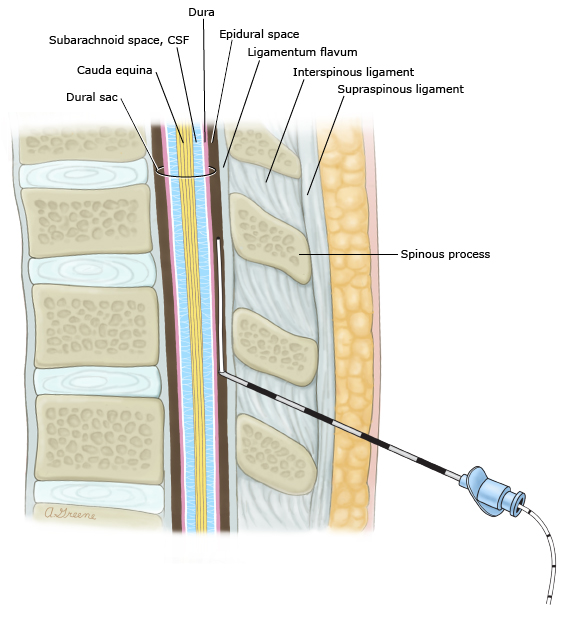 Dura
Epidural space
Subarachnoid space, CSF
Ligamentum flavum
Cauda equina
Interspinous ligament
Supraspinous ligament
Dural sac
Spinous process
A.Greene